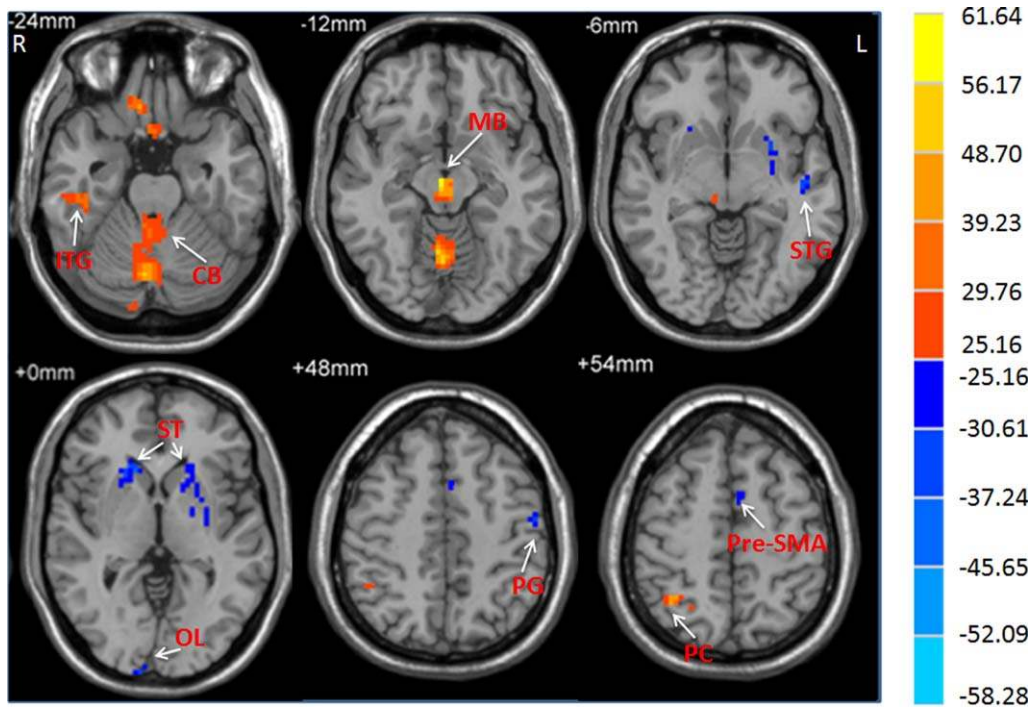 -24mm
-12mm
-6mm
R
L
MB
ITG
CB
STG
+0mm
+48mm
+54mm
ST
Pre-SMA
PG
OL
PC
61.64
56.17
48.70
39.23
29.76
25.16
-25.16
-30.61
-37.24
-45.65
-52.09
-58.28